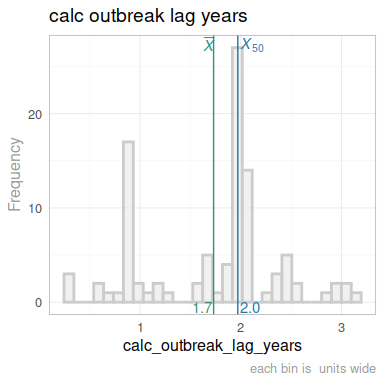 calc outbreak lag years
X̅ X₅₀
20
10
0
Frequency
1.7 2.0
1 2 3
calc_outbreak_lag_years
each bin is  units wide